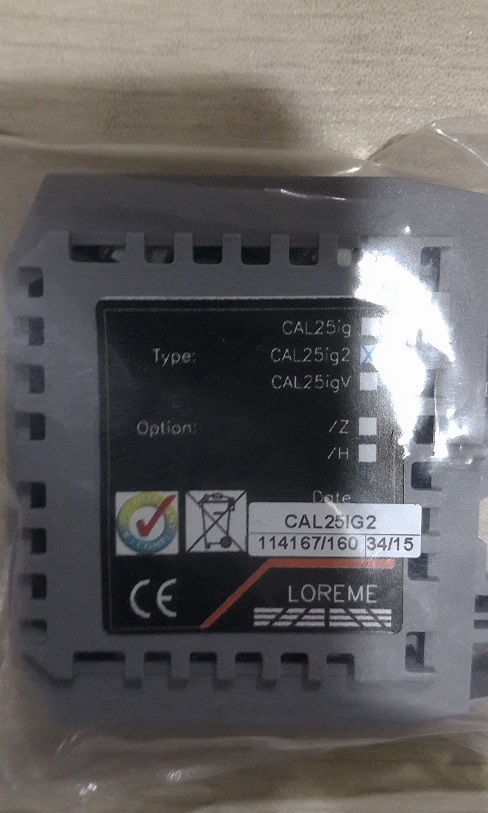 CAL25ig
Type: CAL25ig2 X
CAL25igV
Option: /Z
/H
Date
CAL25IG2
114167/160 34/15
CE
LOREME